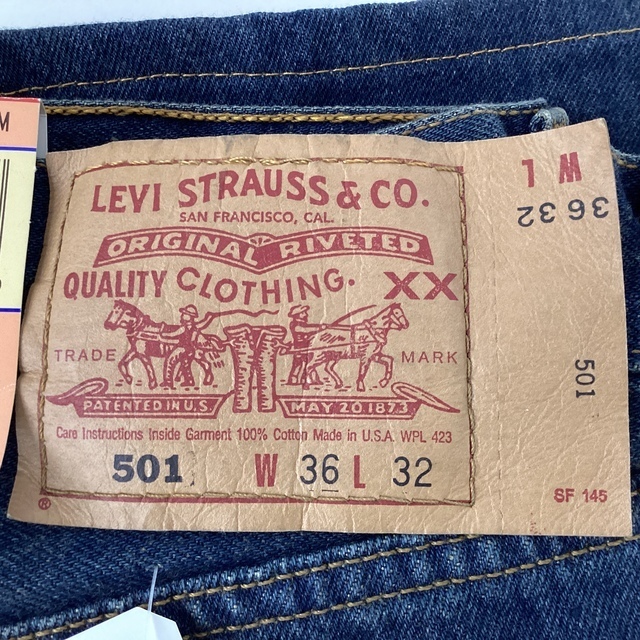 M
LEVI STRAUSS & CO.
SAN FRANCISCO, CAL.
ORIGINAL RIVETED
QUALITY CLOTHING. XX
TRADE MARK
PATENTED IN U.S. MAY 20 1873
Care Instructions Inside Garment 100% Cotton Made in U.S.A. WPL 423
501 W 36 L 32
®
W L
36 32
501
SF 145